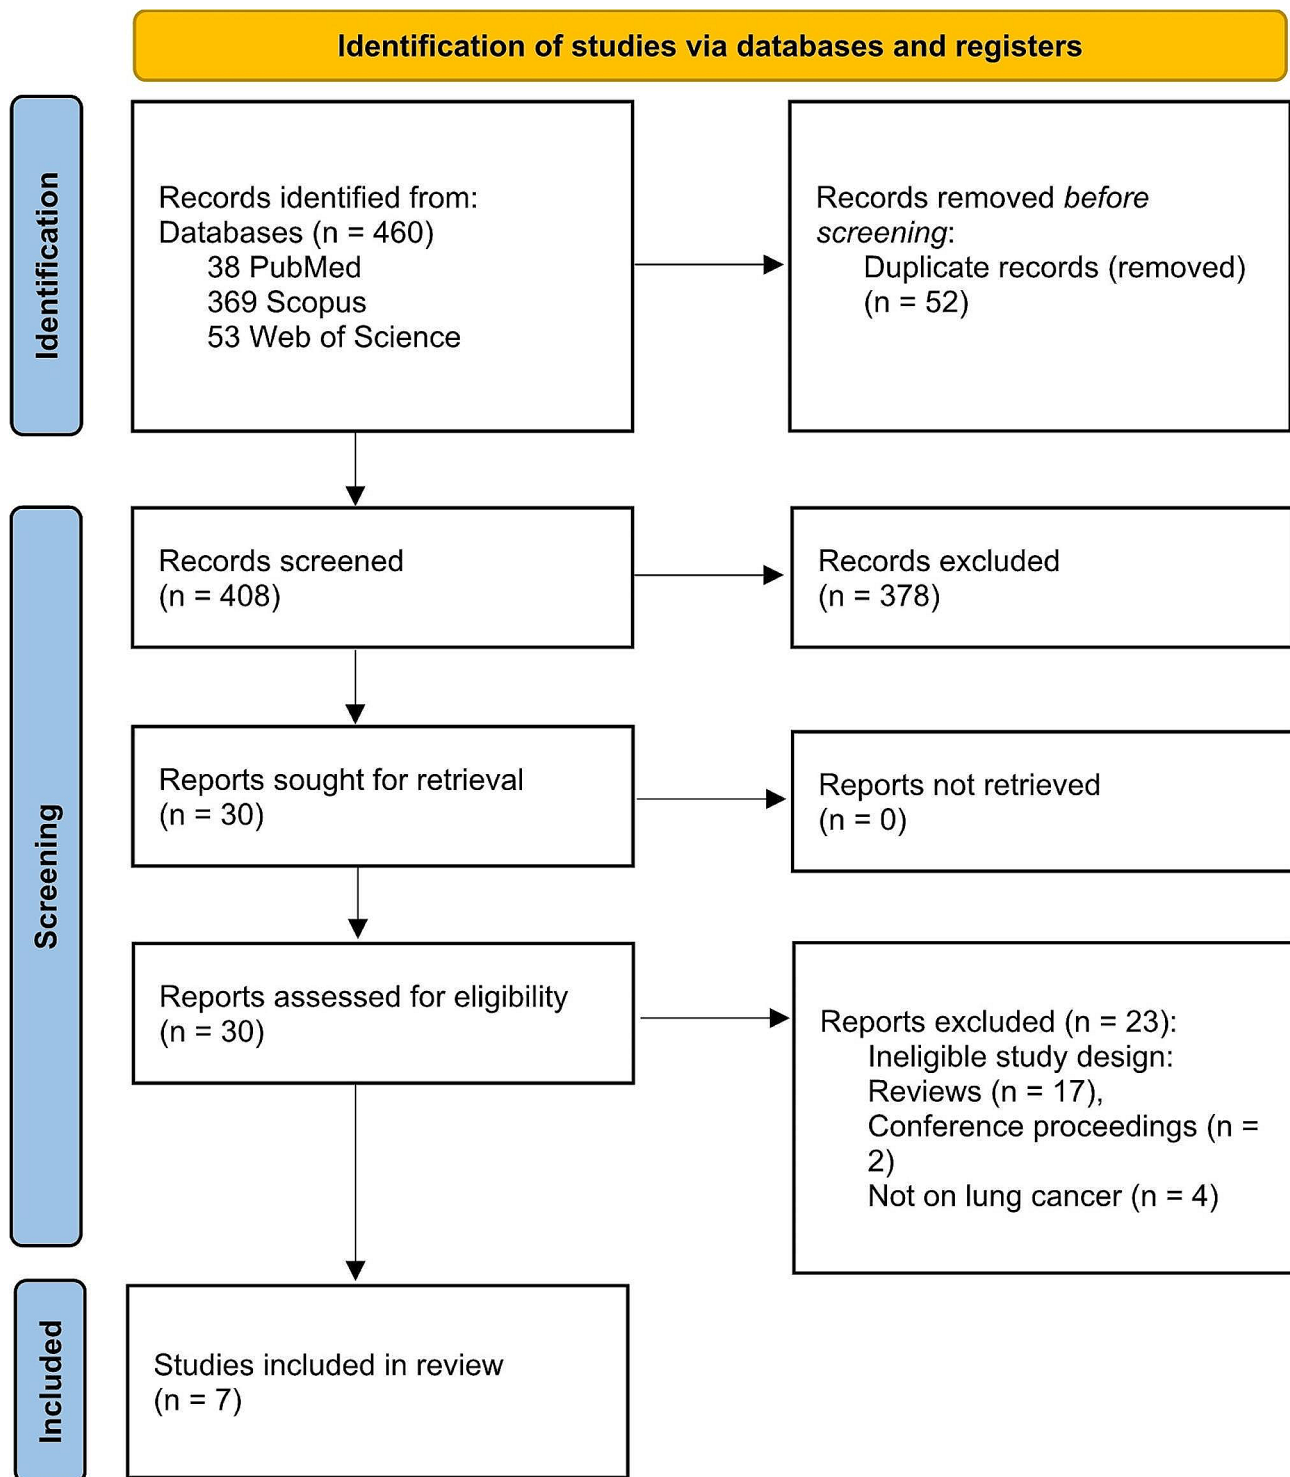 Identification of studies via databases and registers
Identification
Records identified from:
Databases (n = 460)
38 PubMed
369 Scopus
53 Web of Science
Records removed before
screening:
Duplicate records (removed)
(n = 52)
Screening
Records screened
(n = 408)
Records excluded
(n = 378)
Reports sought for retrieval
(n = 30)
Reports not retrieved
(n = 0)
Reports assessed for eligibility
(n = 30)
Reports excluded (n = 23):
Ineligible study design:
Reviews (n = 17),
Conference proceedings (n =
2)
Not on lung cancer (n = 4)
Included
Studies included in review
(n = 7)